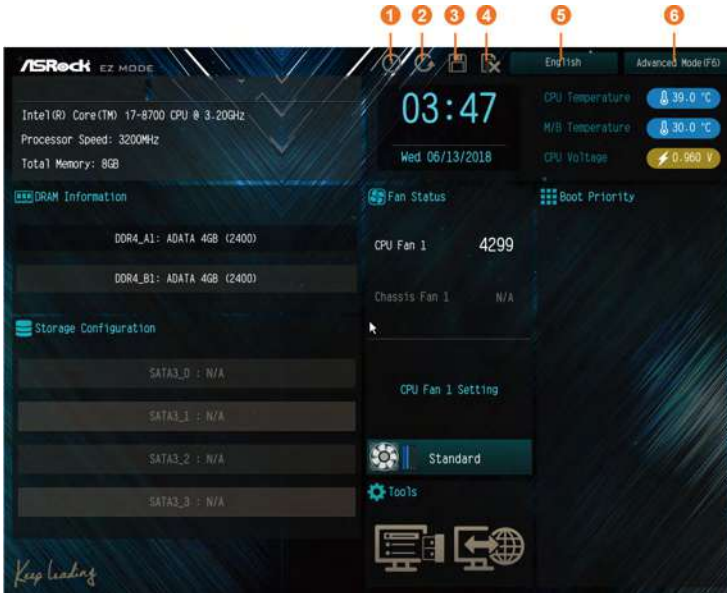 1 2 3 4 5 6
ASRock EZ MODE
English
Advanced Mode(F6)
Intel(R) Core(TM) i7-8700 CPU @ 3.20GHz
Processor Speed: 3200MHz
Total Memory: 8GB
03:47
Wed 06/13/2018
CPU Temperature 39.0 °C
M/B Temperature 30.0 °C
CPU Voltage 0.960 V
DRAM Information
DDR4_A1: ADATA 4GB (2400)
DDR4_B1: ADATA 4GB (2400)
Storage Configuration
SATA3_0 : N/A
SATA3_1 : N/A
SATA3_2 : N/A
SATA3_3 : N/A
Keep Leading
Fan Status
CPU Fan 1 4299
Chassis Fan 1 N/A
CPU Fan 1 Setting
Standard
Tools
Boot Priority